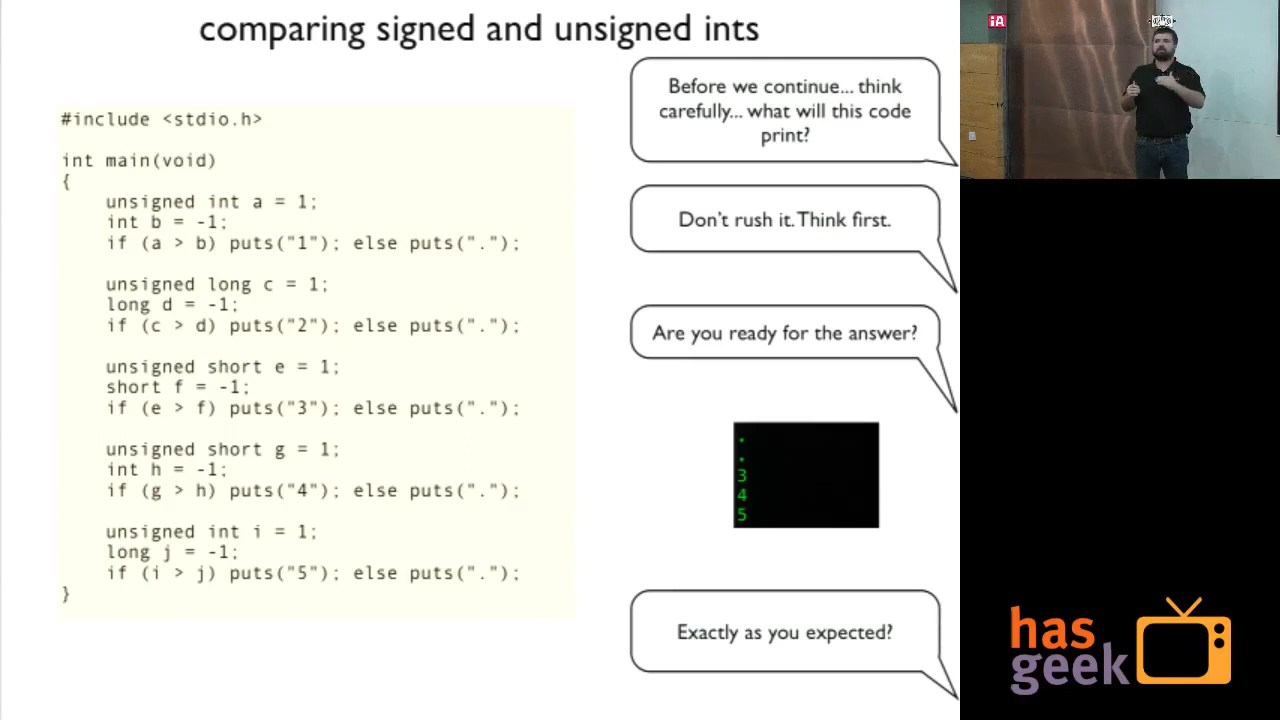 comparing signed and unsigned ints
#include <stdio.h>
int main(void)
{
unsigned int a = 1;
int b = -1;
if (a > b) puts("1"); else puts(".");
unsigned long c = 1;
long d = -1;
if (c > d) puts("2"); else puts(".");
unsigned short e = 1;
short f = -1;
if (e > f) puts("3"); else puts(".");
unsigned short g = 1;
int h = -1;
if (g > h) puts("4"); else puts(".");
unsigned int i = 1;
long j = -1;
if (i > j) puts("5"); else puts(".");
}
Before we continue... think
carefully... what will this code
print?
Don't rush it. Think first.
Are you ready for the answer?
.
.
3
4
5
Exactly as you expected?
iA
has
geek